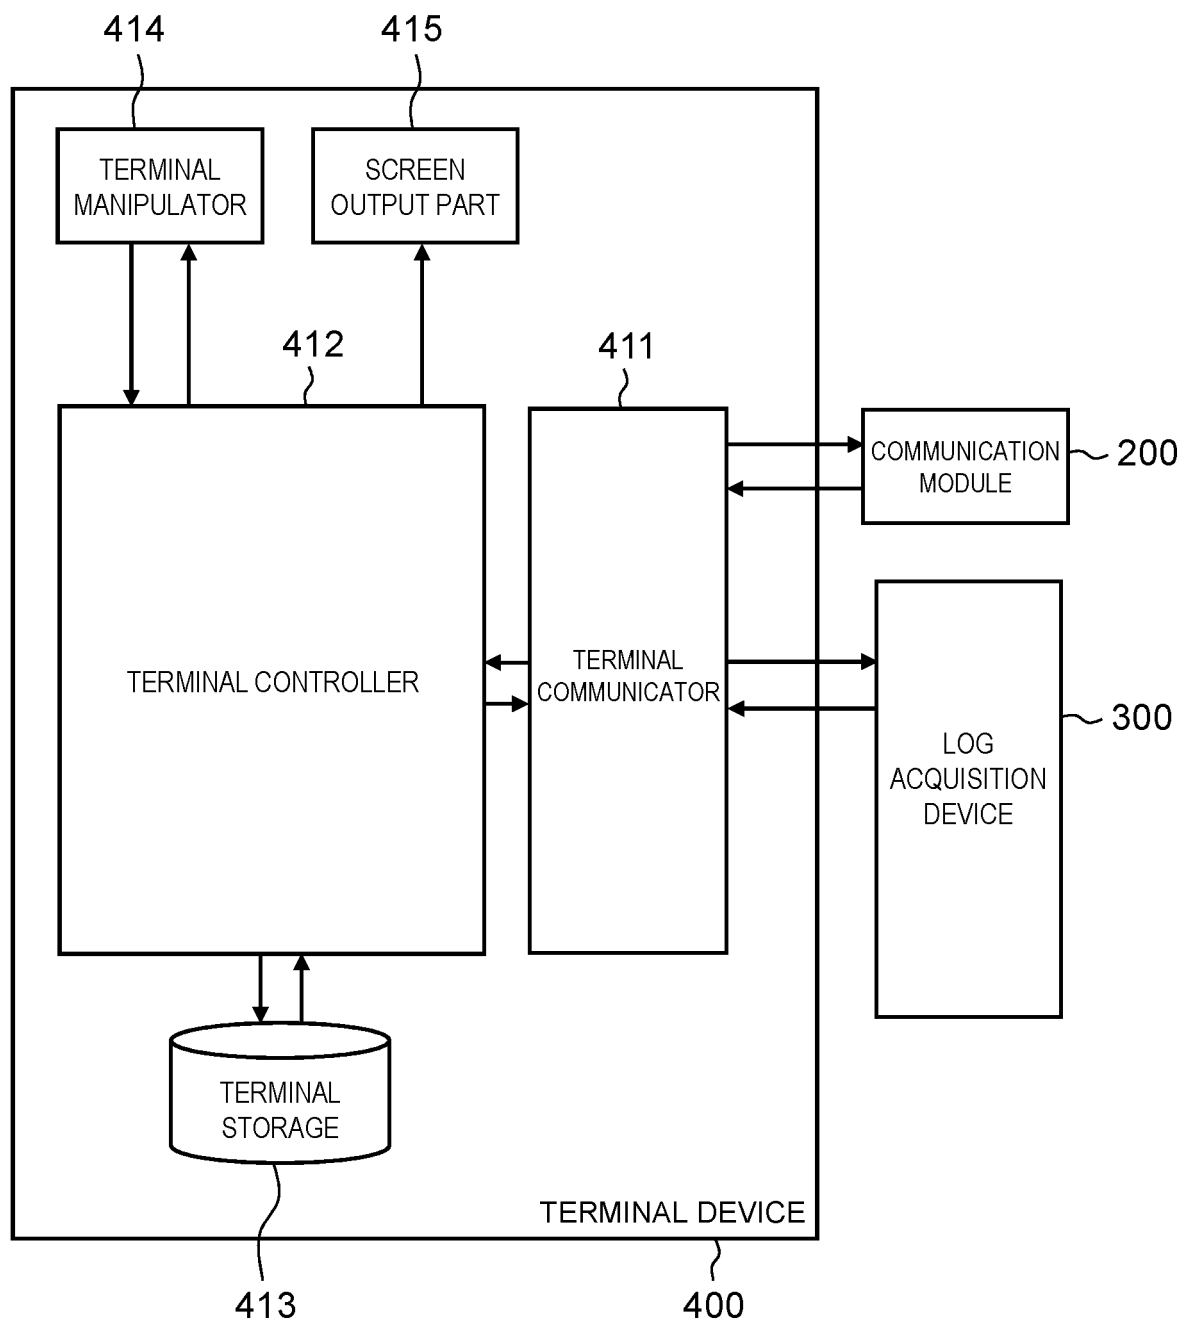 414
415
TERMINAL
MANIPULATOR
SCREEN
OUTPUT PART
412
411
COMMUNICATION
MODULE
200
TERMINAL CONTROLLER
TERMINAL
COMMUNICATOR
LOG
ACQUISITION
DEVICE
300
TERMINAL
STORAGE
TERMINAL DEVICE
413
400